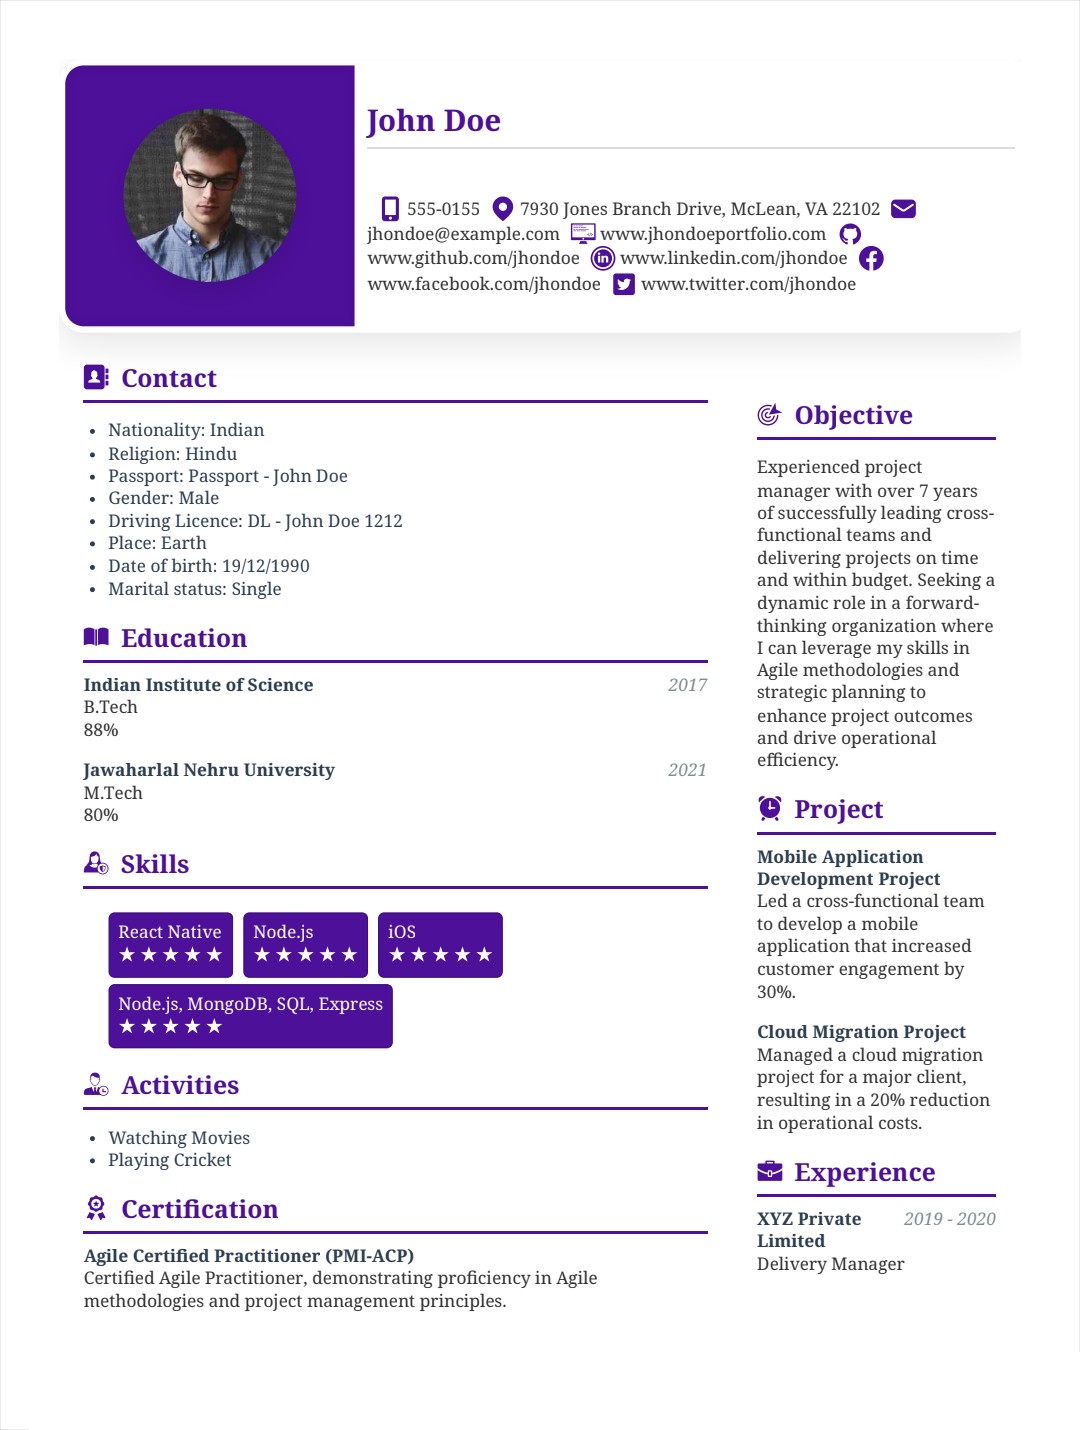 John Doe
555-0155 7930 Jones Branch Drive, McLean, VA 22102
jhondoe@example.com www.jhondoeportfolio.com
www.github.com/jhondoe www.linkedin.com/jhondoe
www.facebook.com/jhondoe www.twitter.com/jhondoe
Contact
• Nationality: Indian
• Religion: Hindu
• Passport: Passport - John Doe
• Gender: Male
• Driving Licence: DL - John Doe 1212
• Place: Earth
• Date of birth: 19/12/1990
• Marital status: Single
Education
Indian Institute of Science 2017
B.Tech
88%
Jawaharlal Nehru University 2021
M.Tech
80%
Skills
React Native Node.js iOS
★ ★ ★ ★ ★ ★ ★ ★ ★ ★ ★ ★ ★ ★ ★
Node.js, MongoDB, SQL, Express
★ ★ ★ ★ ★
Activities
• Watching Movies
• Playing Cricket
Certification
Agile Certified Practitioner (PMI-ACP)
Certified Agile Practitioner, demonstrating proficiency in Agile
methodologies and project management principles.
Objective
Experienced project
manager with over 7 years
of successfully leading cross-
functional teams and
delivering projects on time
and within budget. Seeking a
dynamic role in a forward-
thinking organization where
I can leverage my skills in
Agile methodologies and
strategic planning to
enhance project outcomes
and drive operational
efficiency.
Project
Mobile Application
Development Project
Led a cross-functional team
to develop a mobile
application that increased
customer engagement by
30%.
Cloud Migration Project
Managed a cloud migration
project for a major client,
resulting in a 20% reduction
in operational costs.
Experience
XYZ Private 2019 - 2020
Limited
Delivery Manager